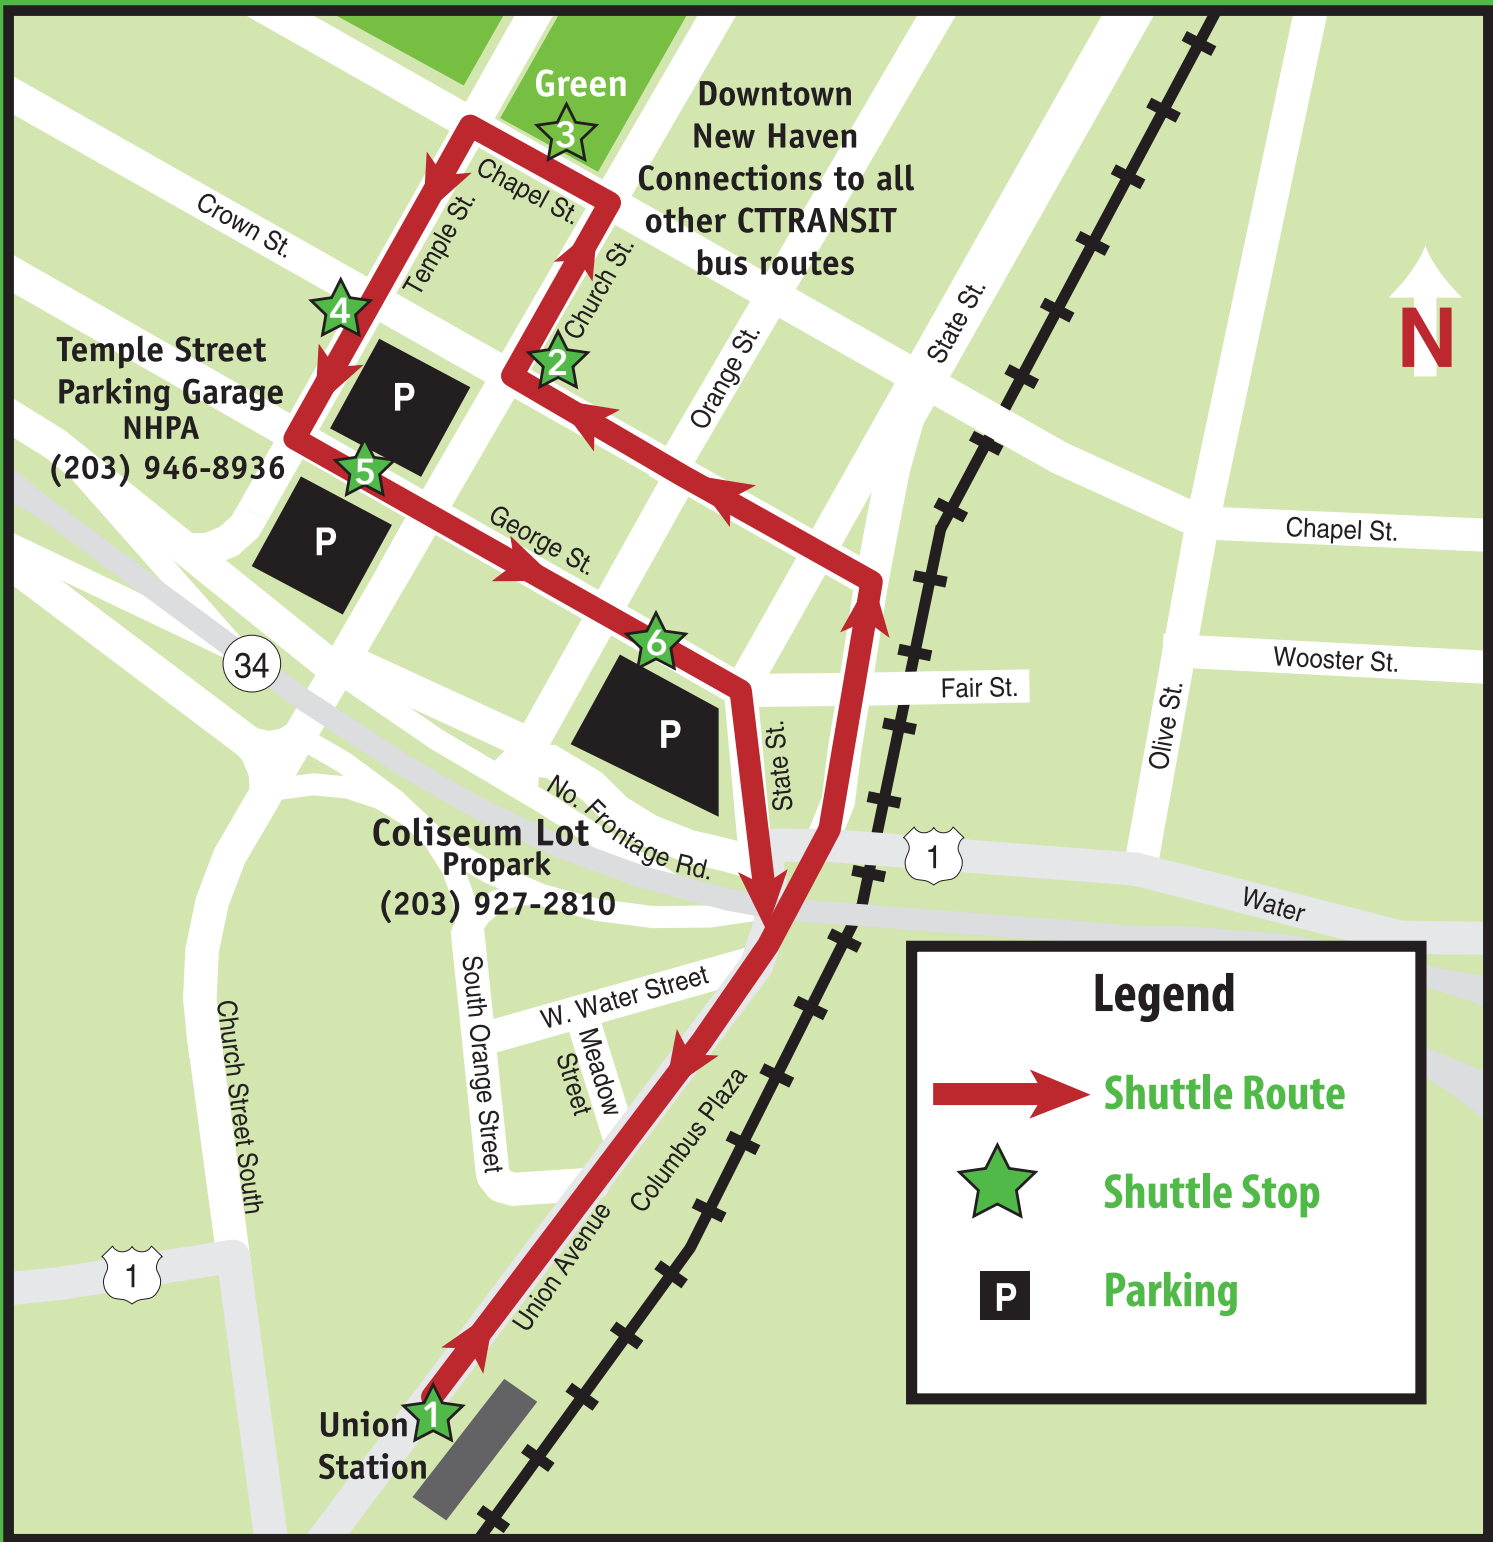 Green
3
Downtown
New Haven
Connections to all
other CTTRANSIT
bus routes
Chapel St.
Crown St.
Temple St.
Church St.
4
2
State St.
Orange St.
N
Temple Street
Parking Garage
NHPA
(203) 946-8936
P
5
P
George St.
Chapel St.
6
34
Wooster St.
Fair St.
Olive St.
P
State St.
No. Frontage Rd.
Coliseum Lot
Propark
(203) 927-2810
1
Water
South Orange Street
W. Water Street
Meadow
Street
Columbus Plaza
Church Street South
Union Avenue
1
1
Union
Station
Legend
Shuttle Route
Shuttle Stop
P
Parking